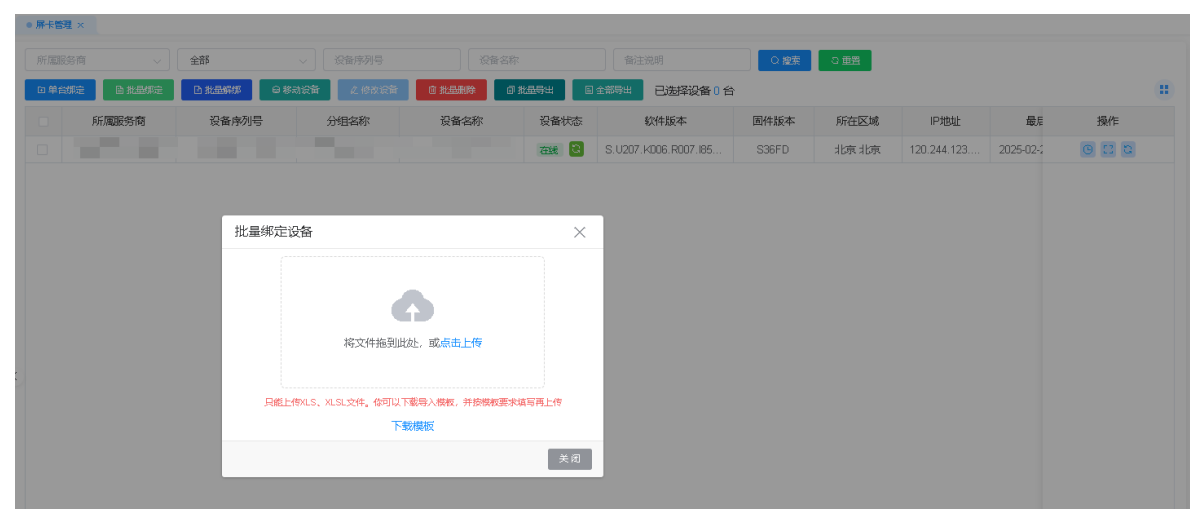 屏卡管理 ×
所属服务商 全部 设备序列号 设备名称 备注说明 搜索 重置
单台绑定 批量绑定 批量解绑 移动设备 修改设备 批量删除 批量导出 全部导出 已选择设备 0 台
所属服务商 设备序列号 分组名称 设备名称 设备状态 软件版本 固件版本 所在区域 IP地址 最后 操作
在线 S.U207.K006.R007.I85... S36FD 北京 北京 120.244.123.... 2025-02-2
批量绑定设备
将文件拖到此处，或点击上传
只能上传XLS、XLSL文件。你可以下载导入模板，并按模板要求填写再上传
下载模板
关闭